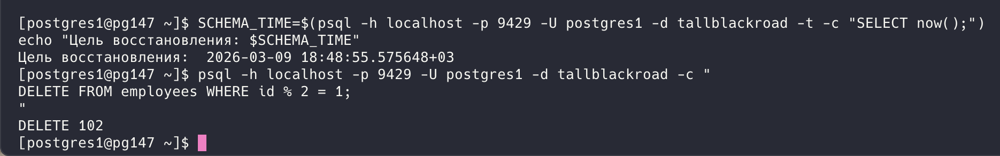 [postgres1@pg147 ~]$ SCHEMA_TIME=$(psql -h localhost -p 9429 -U postgres1 -d tallblackroad -t -c "SELECT now();")
echo "Цель восстановления: $SCHEMA_TIME"
Цель восстановления:  2026-03-09 18:48:55.575648+03
[postgres1@pg147 ~]$ psql -h localhost -p 9429 -U postgres1 -d tallblackroad -c "
DELETE FROM employees WHERE id % 2 = 1;
"
DELETE 102
[postgres1@pg147 ~]$